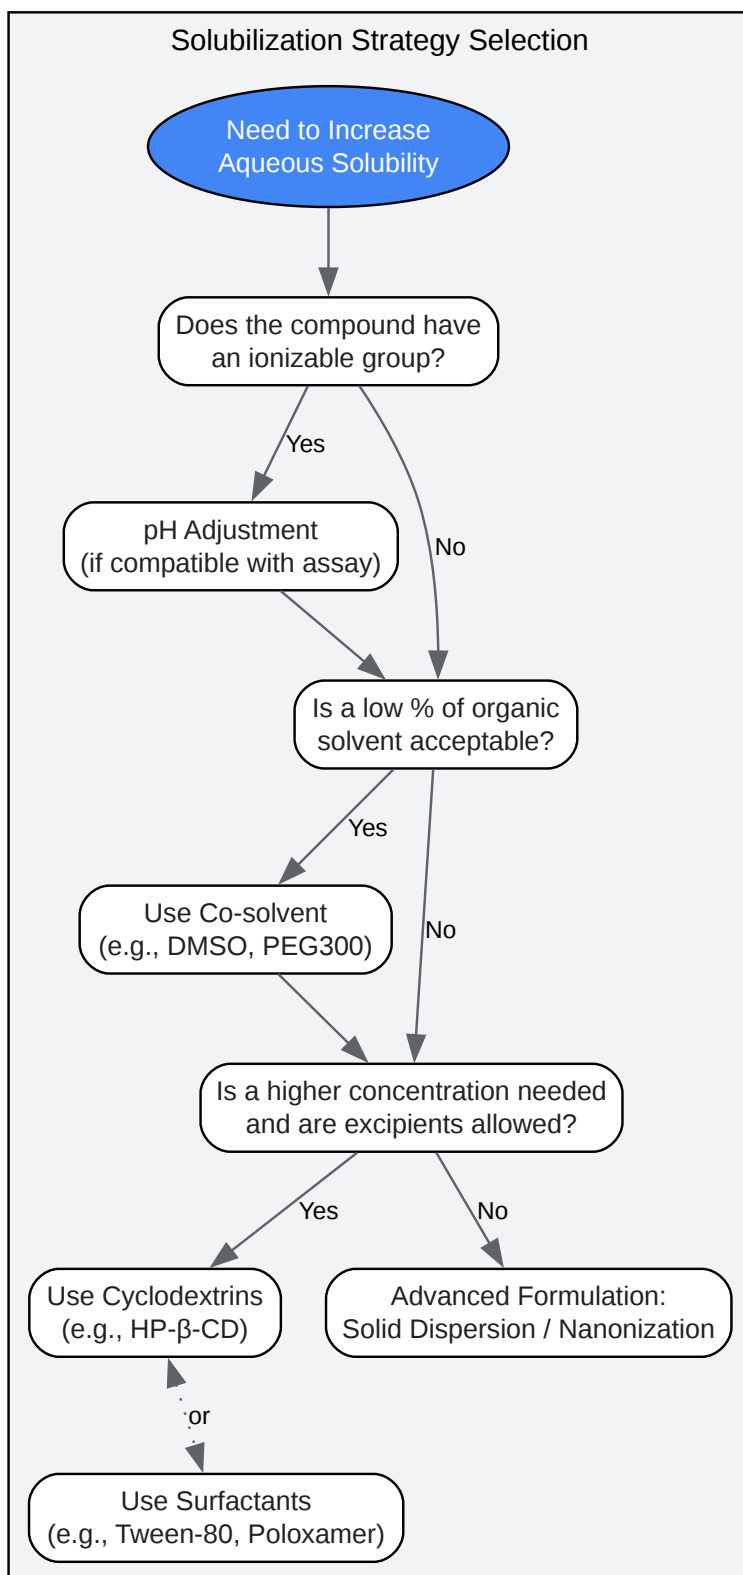 Solubilization Strategy Selection
Need to Increase
Aqueous Solubility
Does the compound have
an ionizable group?
Yes
pH Adjustment
(if compatible with assay)
No
Is a low % of organic
solvent acceptable?
Yes
Use Co-solvent
(e.g., DMSO, PEG300)
No
Is a higher concentration needed
and are excipients allowed?
Yes
No
Use Cyclodextrins
(e.g., HP-β-CD)
Advanced Formulation:
Solid Dispersion / Nanonization
or
Use Surfactants
(e.g., Tween-80, Poloxamer)